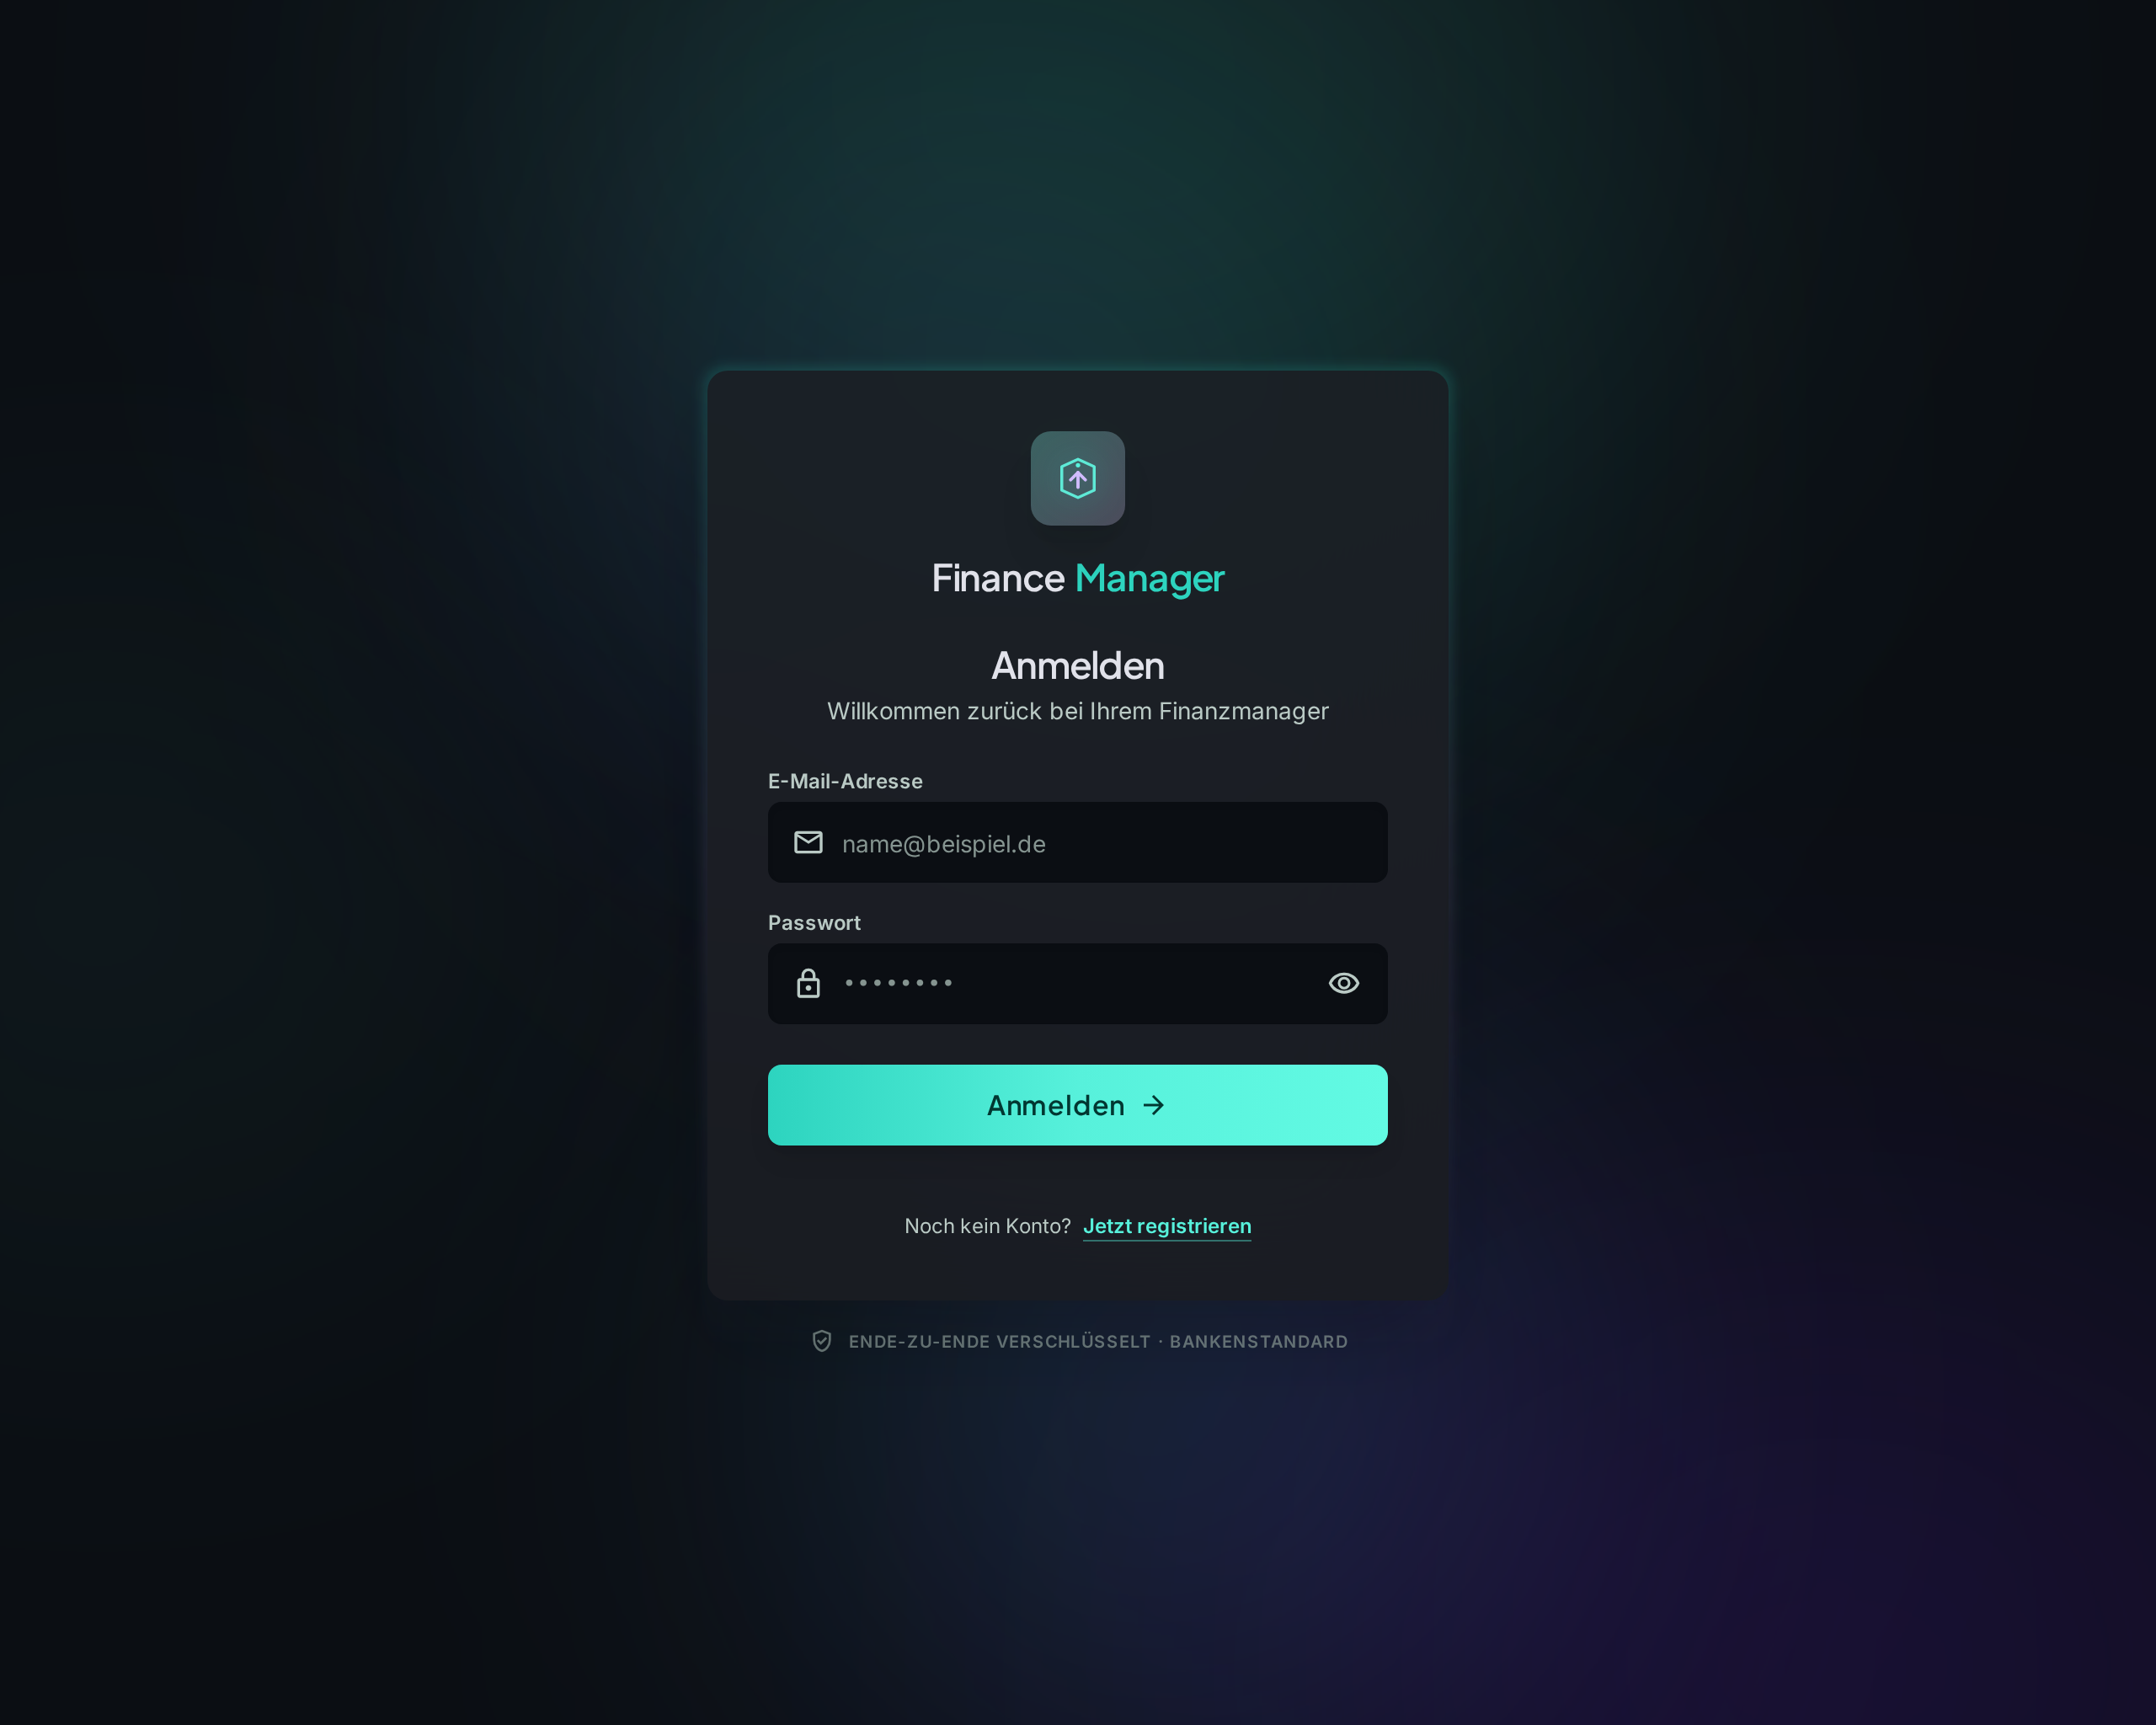 Finance Manager
Anmelden
Willkommen zurück bei Ihrem Finanzmanager
E-Mail-Adresse
name@beispiel.de
Passwort
••••••••
Anmelden →
Noch kein Konto? Jetzt registrieren
ENDE-ZU-ENDE VERSCHLÜSSELT · BANKENSTANDARD